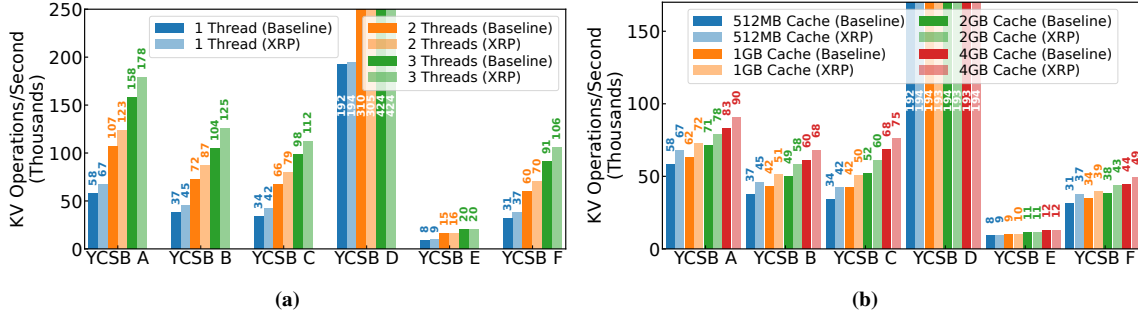 KV Operations/Second
(Thousands)
250
200
150
100
50
0
1 Thread (Baseline)
1 Thread (XRP)
2 Threads (Baseline)
2 Threads (XRP)
3 Threads (Baseline)
3 Threads (XRP)
58 67 107 123 158 178
37 45 72 87 104 125
34 42 66 79 98 112
192 194 310 305 424 424
8 9 15 16 20 20
31 37 60 70 91 106
YCSB A YCSB B YCSB C YCSB D YCSB E YCSB F
(a)
KV Operations/Second
(Thousands)
150
100
50
0
512MB Cache (Baseline)
512MB Cache (XRP)
1GB Cache (Baseline)
1GB Cache (XRP)
2GB Cache (Baseline)
2GB Cache (XRP)
4GB Cache (Baseline)
4GB Cache (XRP)
58 67 62 72 71 78 83 90
37 45 42 51 49 58 60 68
34 42 42 50 52 60 68 75
192 194 194 193 194 193 193 194
8 9 9 10 11 11 12 12
31 37 34 39 38 43 44 49
YCSB A YCSB B YCSB C YCSB D YCSB E YCSB F
(b)